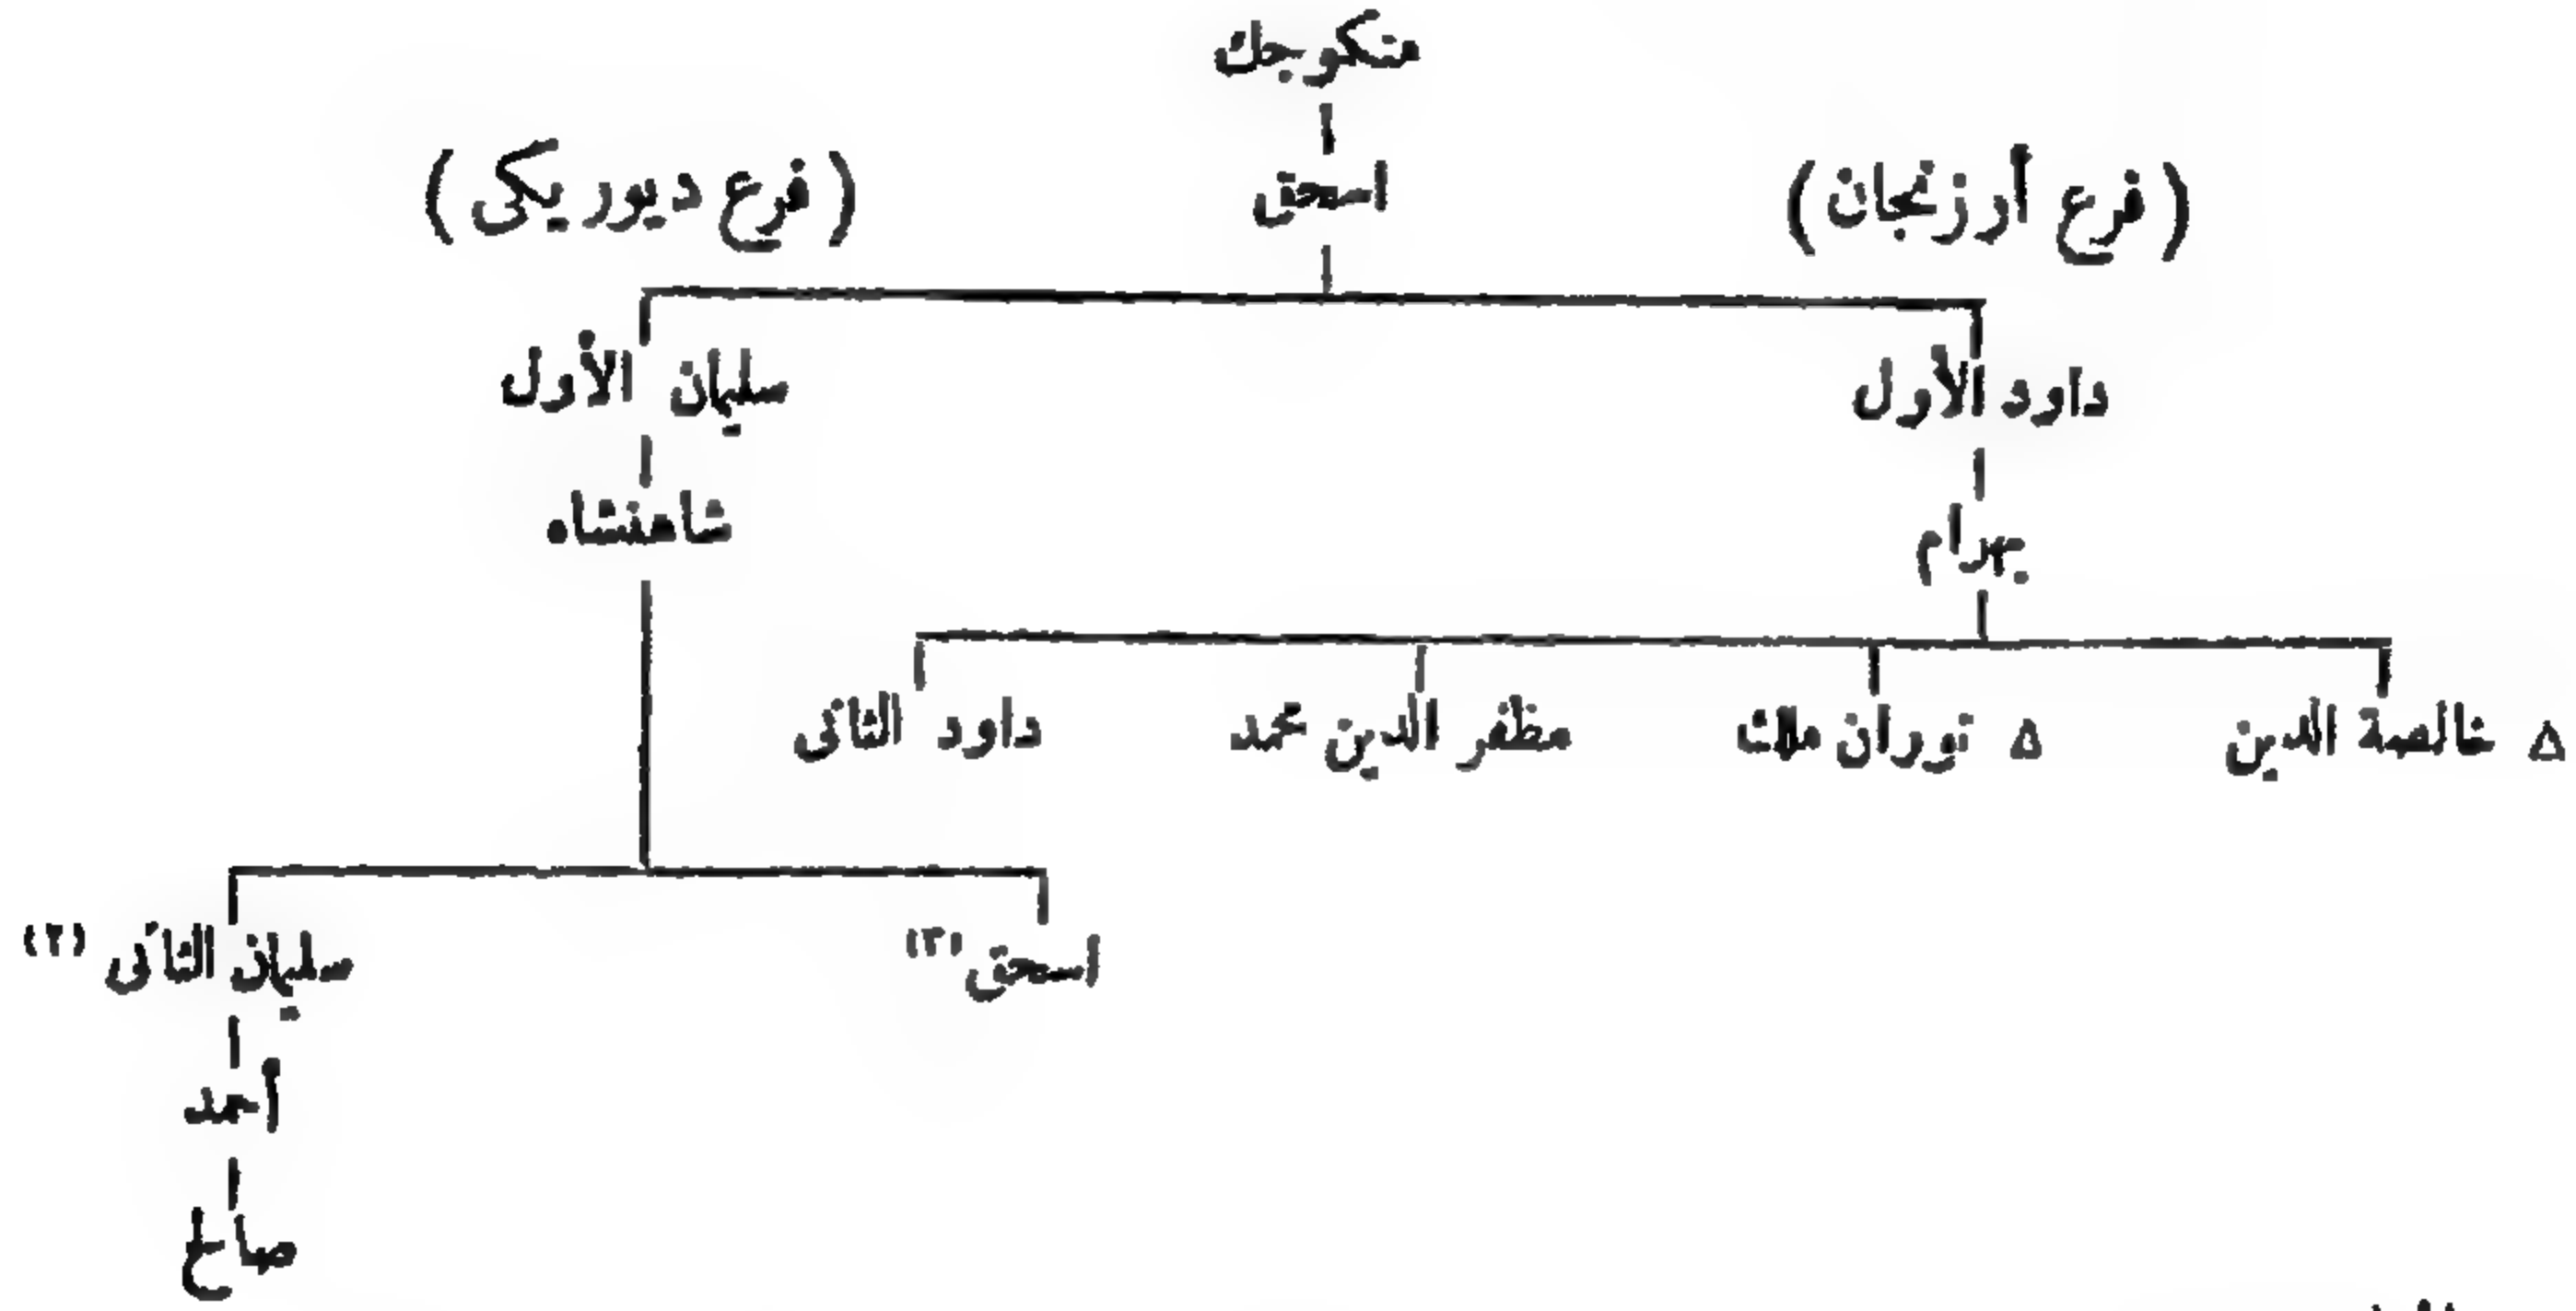 منكوجك
اسحق
(فرع أرزنجان)
(فرع ديوريكى)
داود الأول
سليمان الأول
بهرام
شاهنشاه
△ خالصة الدين
△ توران ملك
مظفر الدين محمد
داود الثانى
اسحق (٣)
سليمان الثانى (٢)
أحمد
صالح